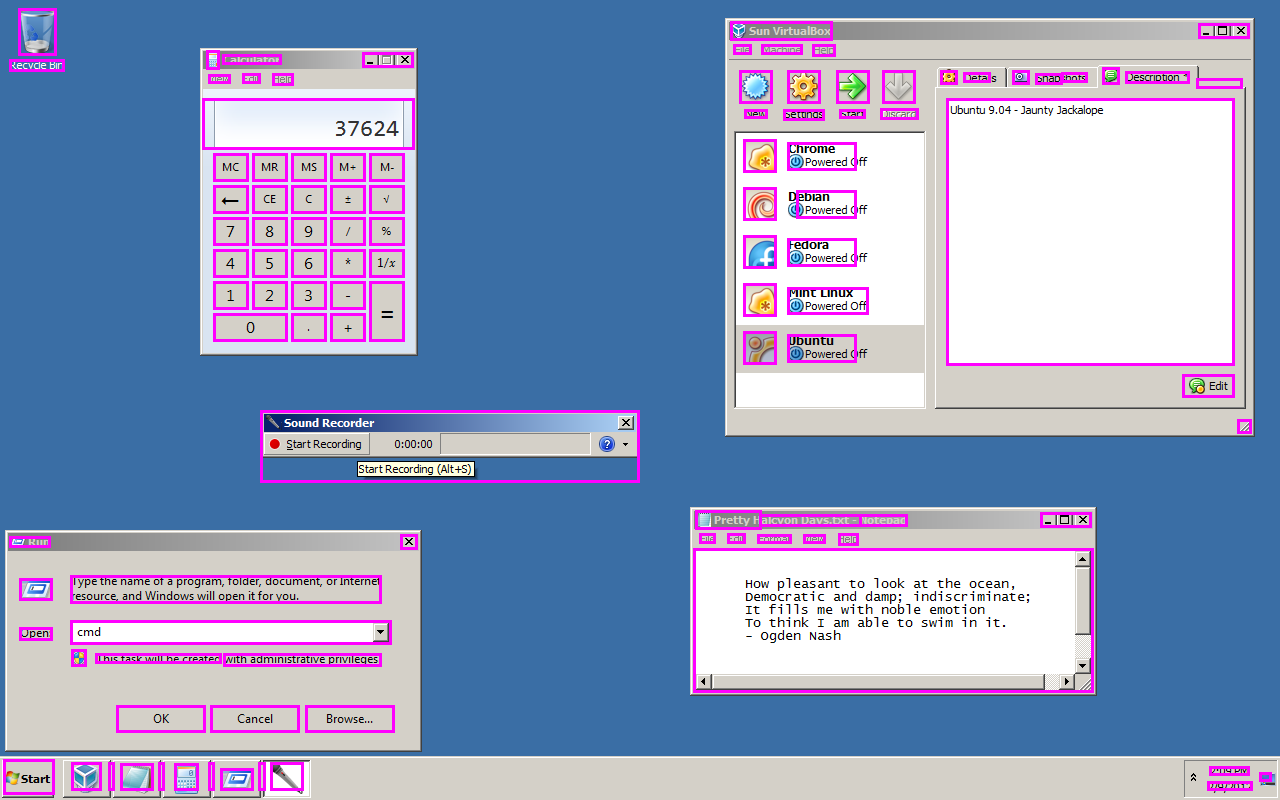 Recycle Bin
Calculator
View Edit Help
37624
MC MR MS M+ M-
← CE C ± √
7 8 9 / %
4 5 6 * 1/x
1 2 3 - =
0 . +
Sun VirtualBox
File Machine Help
New Settings Start Discard
Details Snapshots Description *
Chrome
Powered Off
Debian
Powered Off
Fedora
Powered Off
Mint Linux
Powered Off
Ubuntu
Powered Off
Ubuntu 9.04 - Jaunty Jackalope
Edit
Sound Recorder
Start Recording 0:00:00
Start Recording (Alt+S)
Run
Type the name of a program, folder, document, or Internet
resource, and Windows will open it for you.
Open: cmd
This task will be created with administrative privileges
OK Cancel Browse...
Pretty Halcyon Days.txt - Notepad
File Edit Format View Help
How pleasant to look at the ocean,
Democratic and damp; indiscriminate;
It fills me with noble emotion
To think I am able to swim in it.
- Ogden Nash
Start